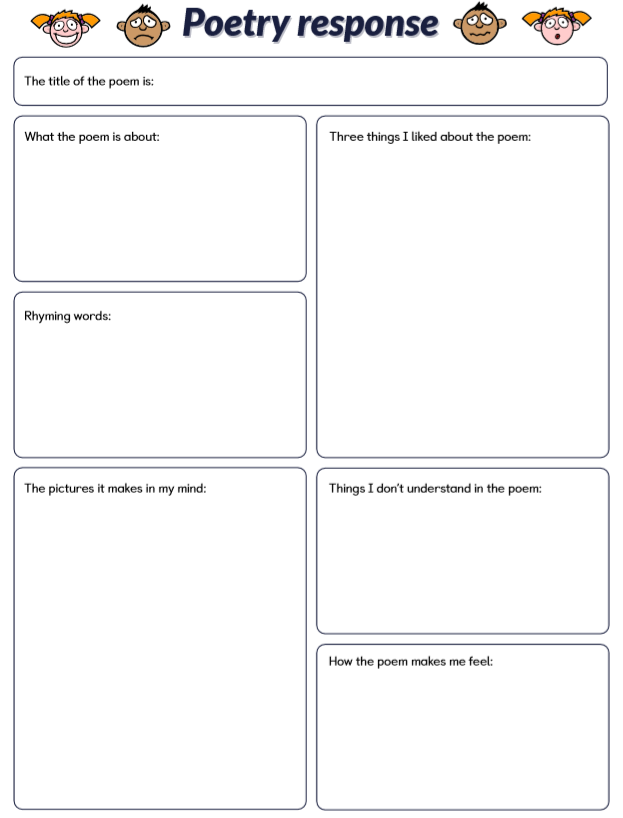 Poetry response
The title of the poem is:
What the poem is about:
Three things I liked about the poem:
Rhyming words:
The pictures it makes in my mind:
Things I don't understand in the poem:
How the poem makes me feel: